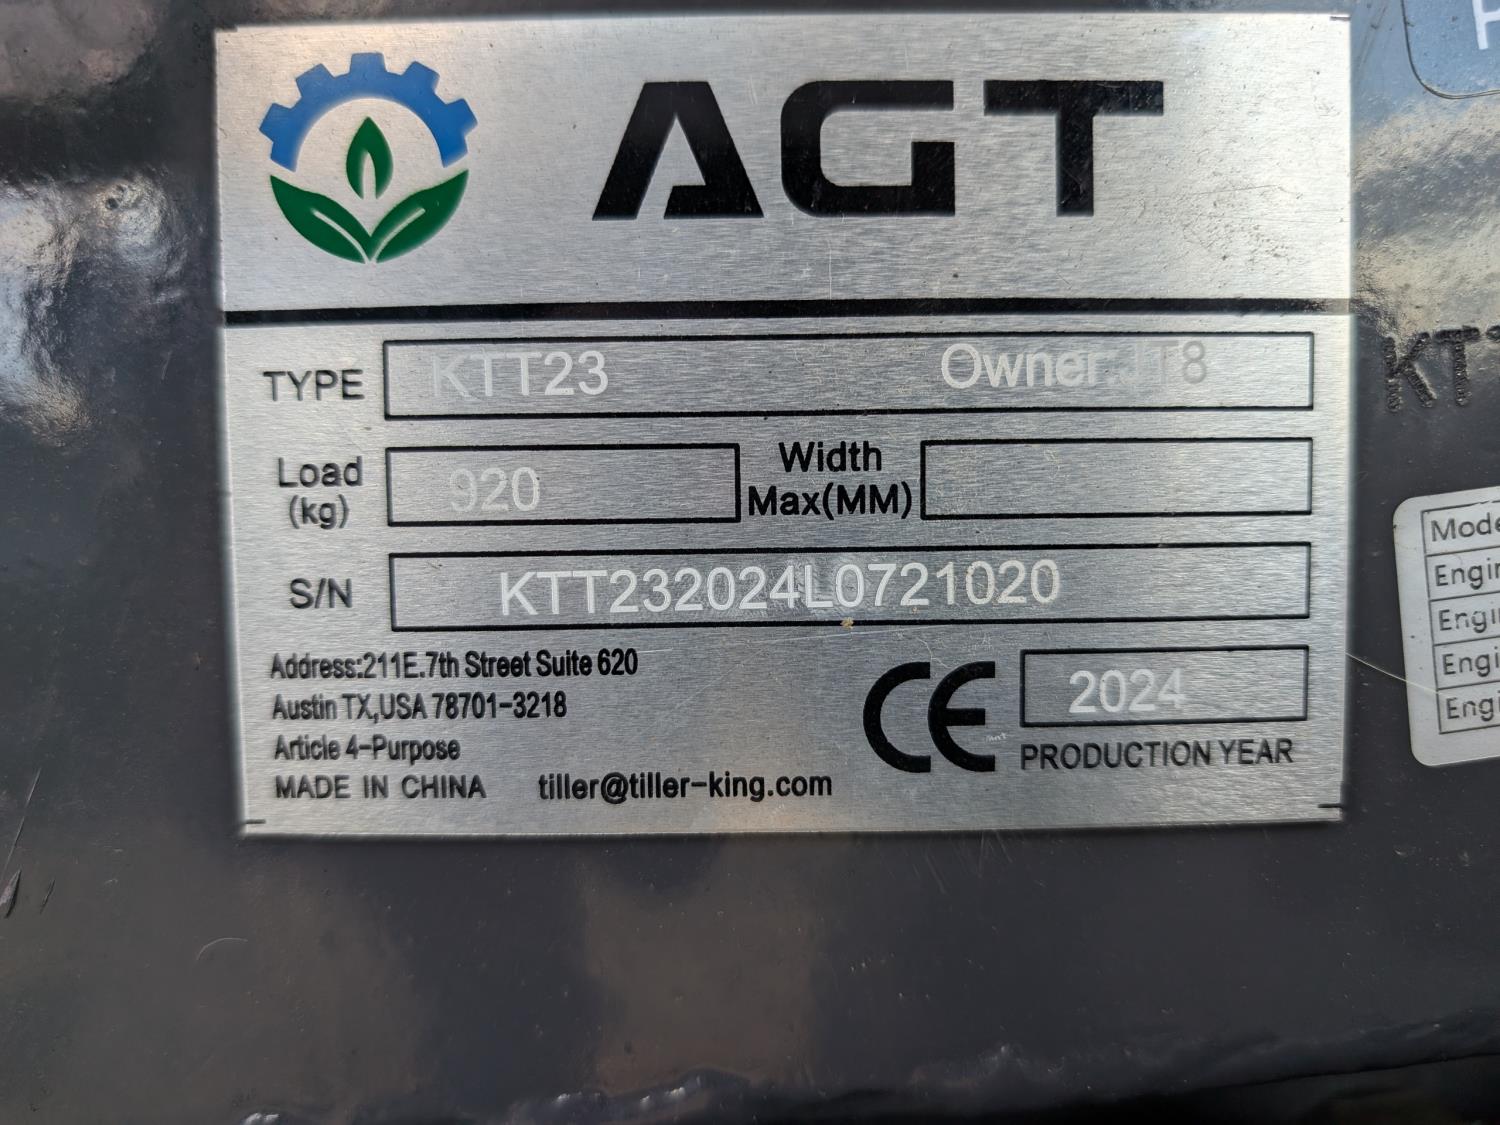 AGT
TYPE KTT23 Owner:JT8
Load (kg) 920 Width Max(MM)
S/N KTT232024L0721020
Address:211E.7th Street Suite 620
Austin TX,USA 78701-3218
Article 4-Purpose
MADE IN CHINA tiller@tiller-king.com
CE 2024
PRODUCTION YEAR